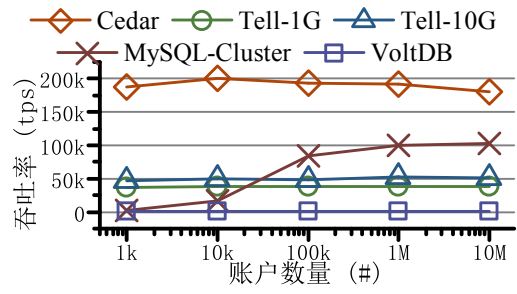 Cedar Tell-1G Tell-10G
MySQL-Cluster VoltDB
吞吐率 (tps)
200k
150k
100k
50k
0
1k 10k 100k 1M 10M
账户数量 (#)